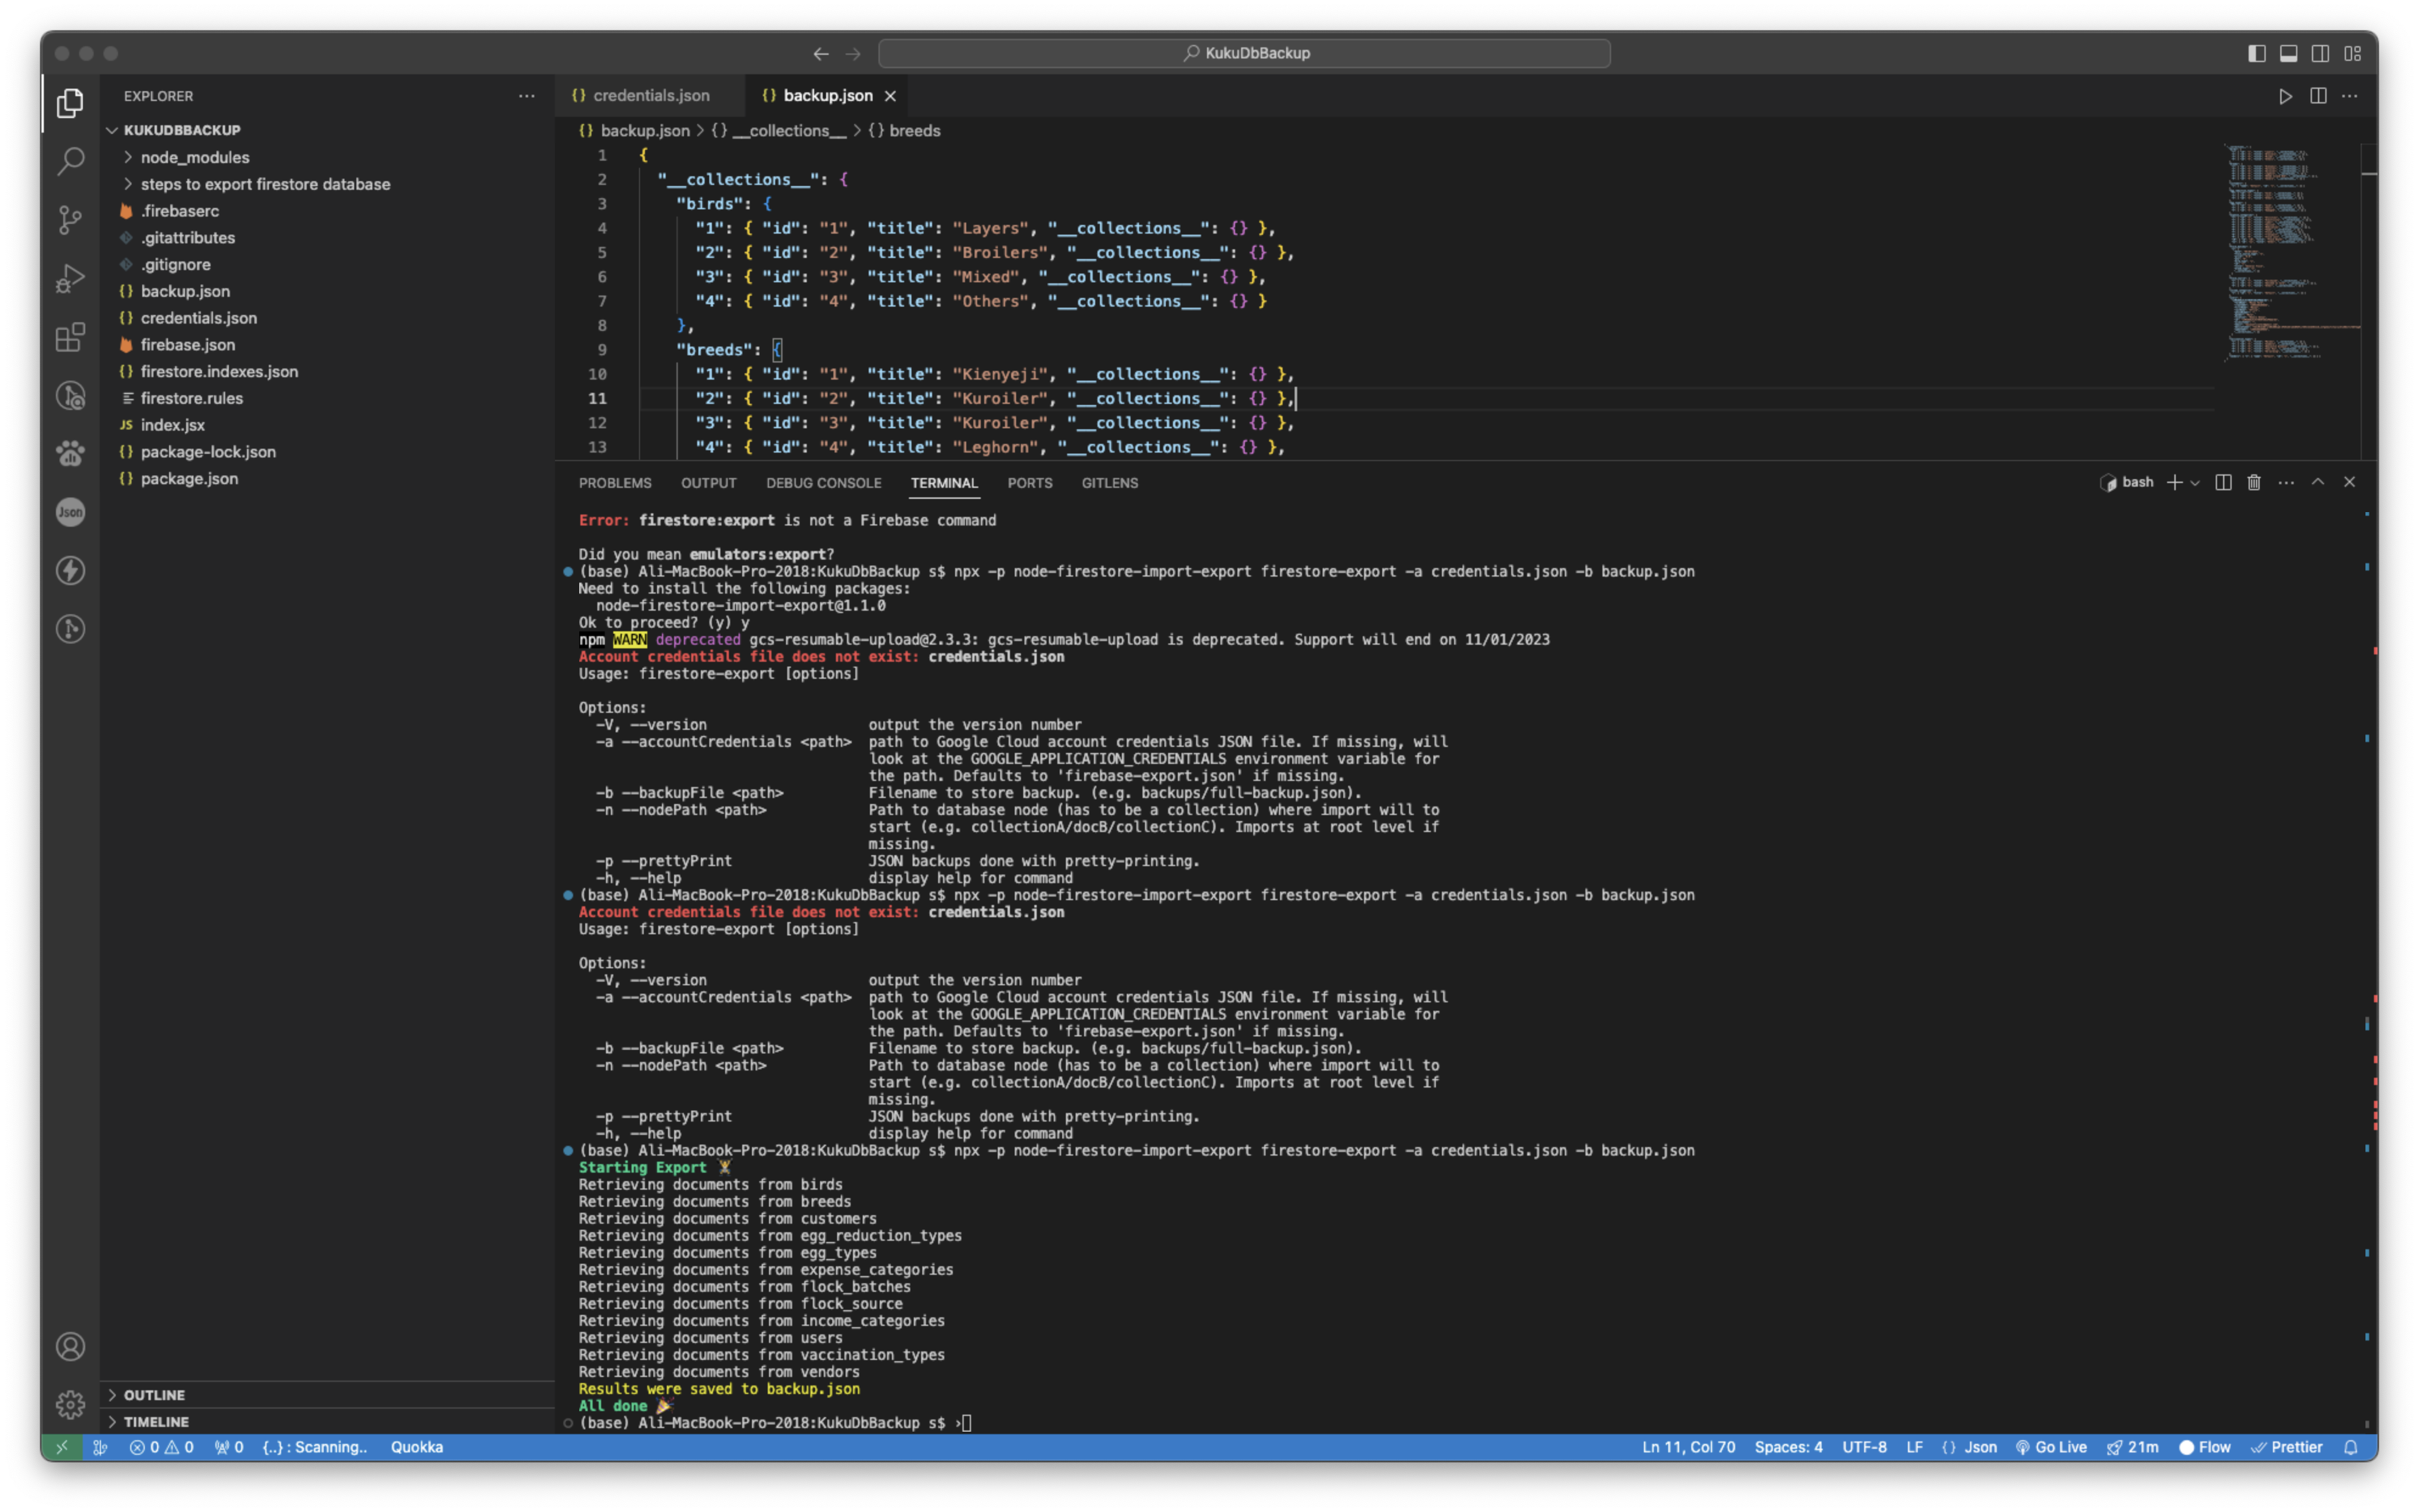 KukuDbBackup
EXPLORER
KUKUDBBACKUP
node_modules
steps to export firestore database
.firebaserc
.gitattributes
.gitignore
{} backup.json
{} credentials.json
firebase.json
{} firestore.indexes.json
firestore.rules
JS index.jsx
{} package-lock.json
{} package.json
Json
OUTLINE
TIMELINE
{} credentials.json
{} backup.json
{} backup.json > {} __collections__ > {} breeds
1 {
2 "__collections__": {
3 "birds": {
4 "1": { "id": "1", "title": "Layers", "__collections__": {} },
5 "2": { "id": "2", "title": "Broilers", "__collections__": {} },
6 "3": { "id": "3", "title": "Mixed", "__collections__": {} },
7 "4": { "id": "4", "title": "Others", "__collections__": {} }
8 },
9 "breeds": {
10 "1": { "id": "1", "title": "Kienyeji", "__collections__": {} },
11 "2": { "id": "2", "title": "Kuroiler", "__collections__": {} },
12 "3": { "id": "3", "title": "Kuroiler", "__collections__": {} },
13 "4": { "id": "4", "title": "Leghorn", "__collections__": {} },
PROBLEMS OUTPUT DEBUG CONSOLE TERMINAL PORTS GITLENS
bash
Error: firestore:export is not a Firebase command
Did you mean emulators:export?
(base) Ali-MacBook-Pro-2018:KukuDbBackup s$ npx -p node-firestore-import-export firestore-export -a credentials.json -b backup.json
Need to install the following packages:
node-firestore-import-export@1.1.0
Ok to proceed? (y) y
npm WARN deprecated gcs-resumable-upload@2.3.3: gcs-resumable-upload is deprecated. Support will end on 11/01/2023
Account credentials file does not exist: credentials.json
Usage: firestore-export [options]
Options:
-V, --version output the version number
-a --accountCredentials <path> path to Google Cloud account credentials JSON file. If missing, will
look at the GOOGLE_APPLICATION_CREDENTIALS environment variable for
the path. Defaults to 'firebase-export.json' if missing.
-b --backupFile <path> Filename to store backup. (e.g. backups/full-backup.json).
-n --nodePath <path> Path to database node (has to be a collection) where import will to
start (e.g. collectionA/docB/collectionC). Imports at root level if
missing.
-p --prettyPrint JSON backups done with pretty-printing.
-h, --help display help for command
(base) Ali-MacBook-Pro-2018:KukuDbBackup s$ npx -p node-firestore-import-export firestore-export -a credentials.json -b backup.json
Account credentials file does not exist: credentials.json
Usage: firestore-export [options]
Options:
-V, --version output the version number
-a --accountCredentials <path> path to Google Cloud account credentials JSON file. If missing, will
look at the GOOGLE_APPLICATION_CREDENTIALS environment variable for
the path. Defaults to 'firebase-export.json' if missing.
-b --backupFile <path> Filename to store backup. (e.g. backups/full-backup.json).
-n --nodePath <path> Path to database node (has to be a collection) where import will to
start (e.g. collectionA/docB/collectionC). Imports at root level if
missing.
-p --prettyPrint JSON backups done with pretty-printing.
-h, --help display help for command
(base) Ali-MacBook-Pro-2018:KukuDbBackup s$ npx -p node-firestore-import-export firestore-export -a credentials.json -b backup.json
Starting Export 🏋️
Retrieving documents from birds
Retrieving documents from breeds
Retrieving documents from customers
Retrieving documents from egg_reduction_types
Retrieving documents from egg_types
Retrieving documents from expense_categories
Retrieving documents from flock_batches
Retrieving documents from flock_source
Retrieving documents from income_categories
Retrieving documents from users
Retrieving documents from vaccination_types
Retrieving documents from vendors
Results were saved to backup.json
All done 🎉
(base) Ali-MacBook-Pro-2018:KukuDbBackup s$ ›
0 0 0 {..} : Scanning.. Quokka Ln 11, Col 70 Spaces: 4 UTF-8 LF {} Json Go Live 21m Flow Prettier